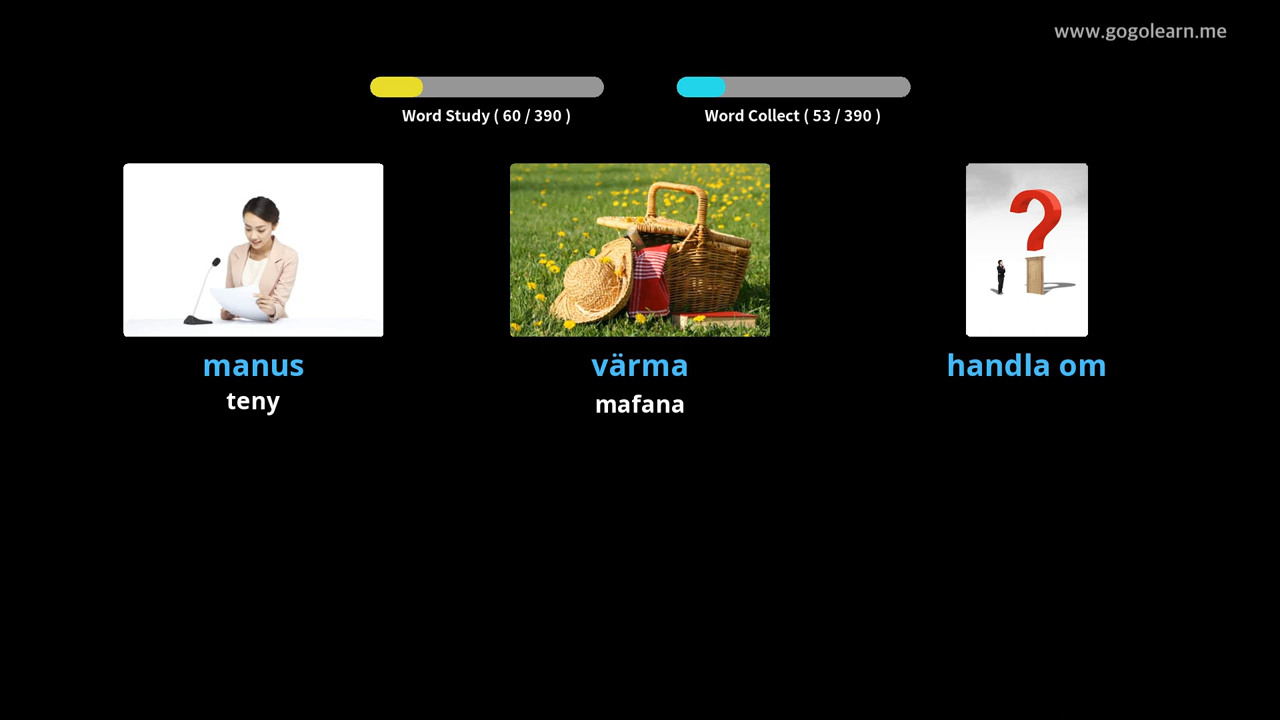 www.gogolearn.me
Word Study ( 60 / 390 )
Word Collect ( 53 / 390 )
manus
teny
värma
mafana
handla om